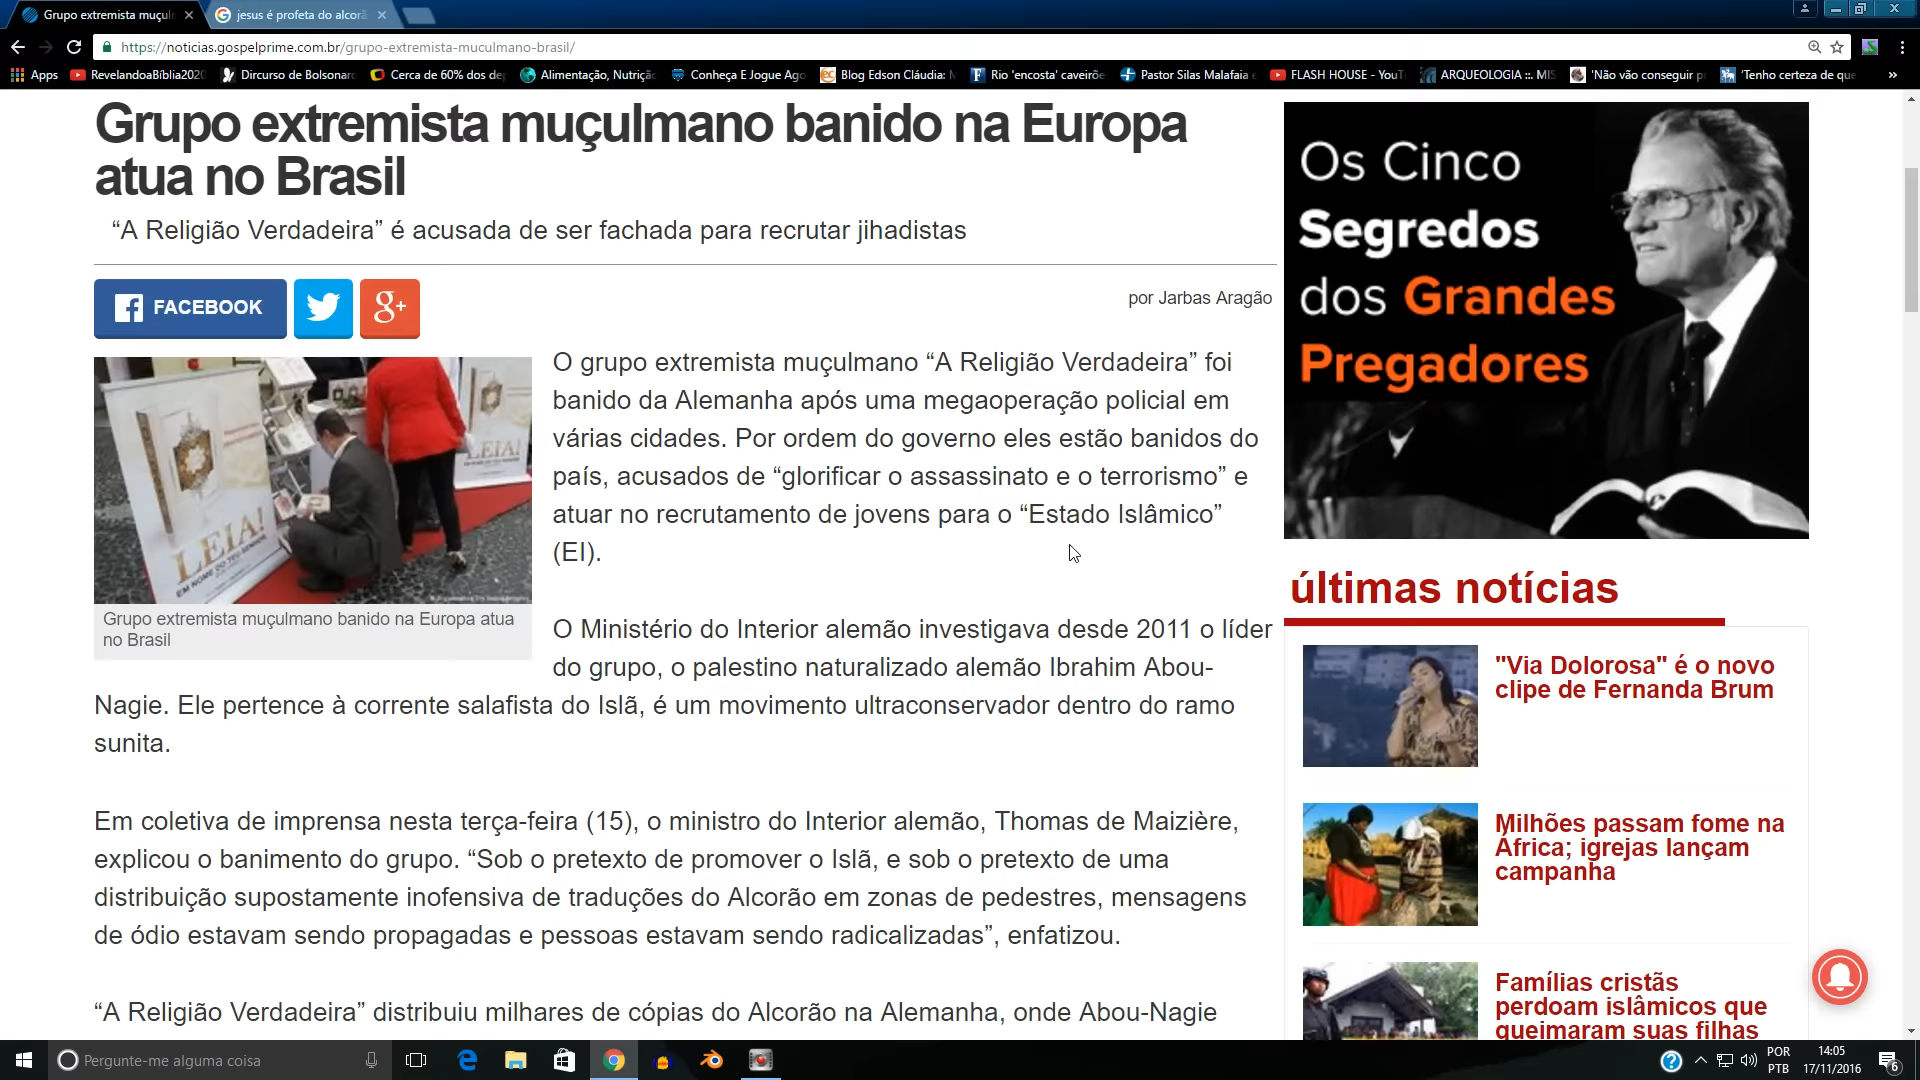 Grupo extremista muçul
jesus é profeta do alcorã
https://noticias.gospelprime.com.br/grupo-extremista-muculmano-brasil/
Apps
RevelandoaBíblia2020
Dircurso de Bolsonaro
Cerca de 60% dos de
Alimentação, Nutriçã
Conheça E Jogue Ago
Blog Edson Cláudia:
Rio 'encosta' caveirõe
Pastor Silas Malafaia
FLASH HOUSE - YouT
ARQUEOLOGIA ::. MIS
'Não vão conseguir p
'Tenho certeza de que
»
Grupo extremista muçulmano banido na Europa
atua no Brasil
“A Religião Verdadeira” é acusada de ser fachada para recrutar jihadistas
FACEBOOK
g+
por Jarbas Aragão
LEIA!
EM NOME DO TEU SENHOR
LEIA!
Grupo extremista muçulmano banido na Europa atua
no Brasil
O grupo extremista muçulmano “A Religião Verdadeira” foi
banido da Alemanha após uma megaoperação policial em
várias cidades. Por ordem do governo eles estão banidos do
país, acusados de “glorificar o assassinato e o terrorismo” e
atuar no recrutamento de jovens para o “Estado Islâmico”
(EI).
O Ministério do Interior alemão investigava desde 2011 o líder
do grupo, o palestino naturalizado alemão Ibrahim Abou-
Nagie. Ele pertence à corrente salafista do Islã, é um movimento ultraconservador dentro do ramo
sunita.
Em coletiva de imprensa nesta terça-feira (15), o ministro do Interior alemão, Thomas de Maizière,
explicou o banimento do grupo. “Sob o pretexto de promover o Islã, e sob o pretexto de uma
distribuição supostamente inofensiva de traduções do Alcorão em zonas de pedestres, mensagens
de ódio estavam sendo propagadas e pessoas estavam sendo radicalizadas”, enfatizou.
“A Religião Verdadeira” distribuiu milhares de cópias do Alcorão na Alemanha, onde Abou-Nagie
Os Cinco
Segredos
dos Grandes
Pregadores
últimas notícias
"Via Dolorosa" é o novo
clipe de Fernanda Brum
Milhões passam fome na
África; igrejas lançam
campanha
Famílias cristãs
perdoam islâmicos que
queimaram suas filhas
Pergunte-me alguma coisa
POR
PTB
14:05
17/11/2016
6